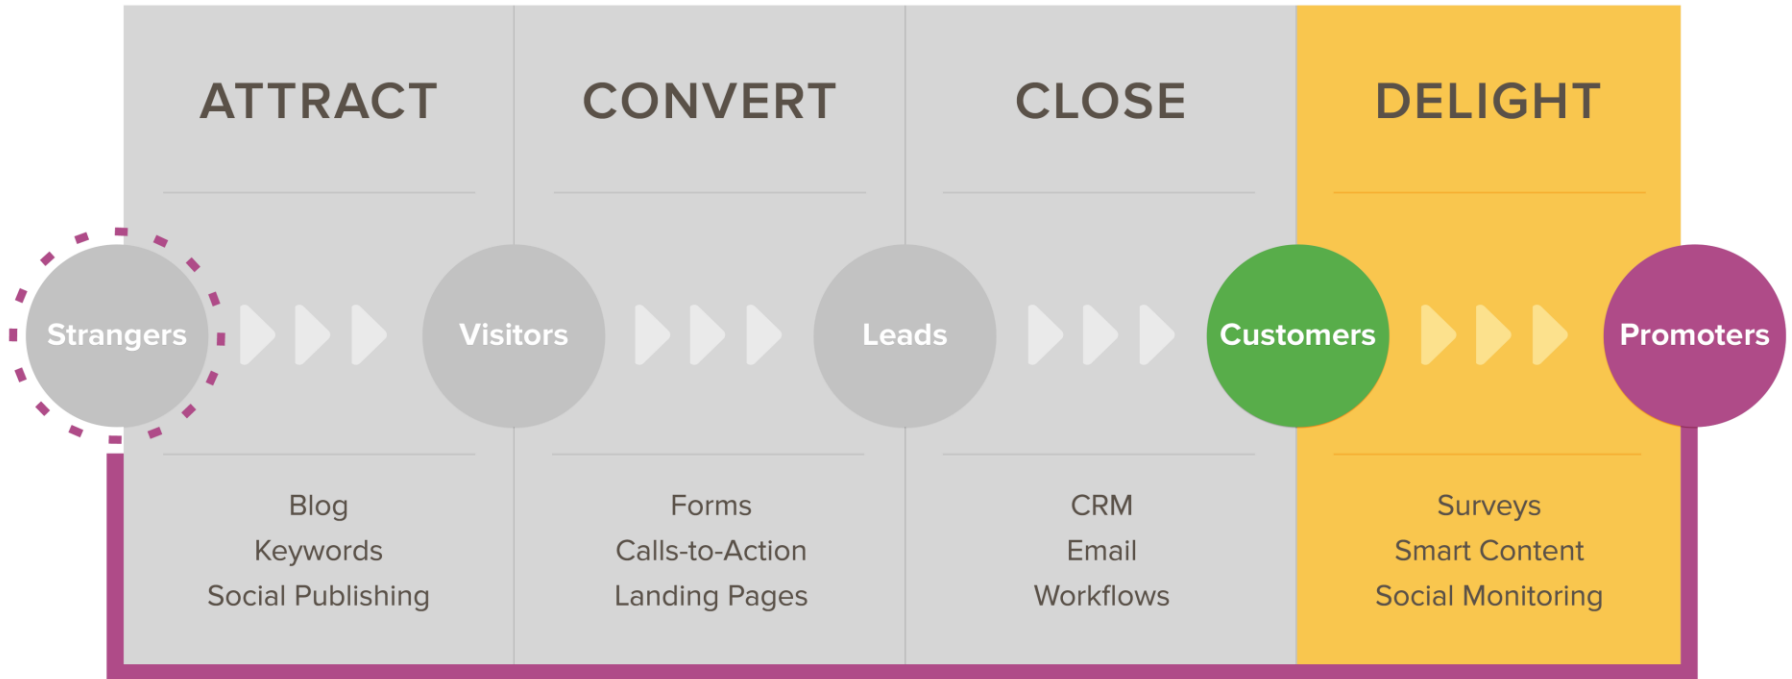 ATTRACT
CONVERT
CLOSE
DELIGHT
Strangers
Visitors
Leads
Customers
Promoters
Blog
Keywords
Social Publishing
Forms
Calls-to-Action
Landing Pages
CRM
Email
Workflows
Surveys
Smart Content
Social Monitoring